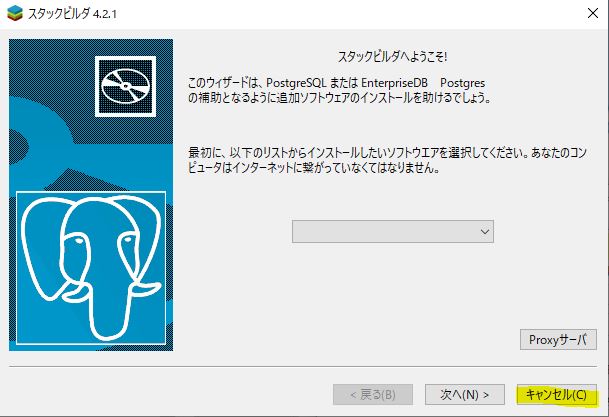 スタックビルダ 4.2.1
スタックビルダへようこそ!
このウィザードは、PostgreSQL または EnterpriseDB　Postgres
の補助となるように追加ソフトウェアのインストールを助けるでしょう。
最初に、以下のリストからインストールしたいソフトウエアを選択してください。あなたのコン
ピュータはインターネットに繋がっていなくてはなりません。
Proxyサーバ
< 戻る(B)
次へ(N) >
キャンセル(C)